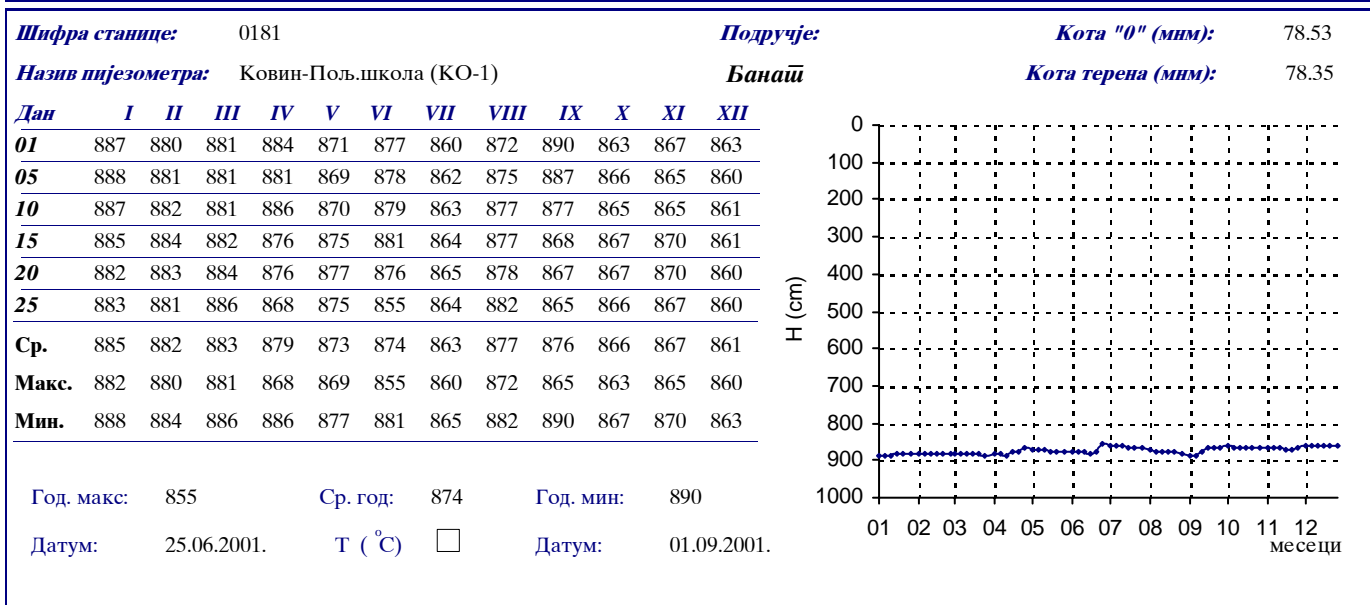 Шифра станице: 0181 Подручје: Кота "0" (мнм): 78.53
Назив пијезометра: Ковин-Пољ.школа (КО-1) Банат Кота терена (мнм): 78.35
Дан I II III IV V VI VII VIII IX X XI XII
01 887 880 881 884 871 877 860 872 890 863 867 863
05 888 881 881 881 869 878 862 875 887 866 865 860
10 887 882 881 886 870 879 863 877 877 865 865 861
15 885 884 882 876 875 881 864 877 868 867 870 861
20 882 883 884 876 877 876 865 878 867 867 870 860
25 883 881 886 868 875 855 864 882 865 866 867 860
Ср. 885 882 883 879 873 874 863 877 876 866 867 861
Макс. 882 880 881 868 869 855 860 872 865 863 865 860
Мин. 888 884 886 886 877 881 865 882 890 867 870 863
Год. макс: 855 Ср. год: 874 Год. мин: 890
Датум: 25.06.2001. Т ( °C) Датум: 01.09.2001.
H (cm)
0
100
200
300
400
500
600
700
800
900
1000
01 02 03 04 05 06 07 08 09 10 11 12
месеци